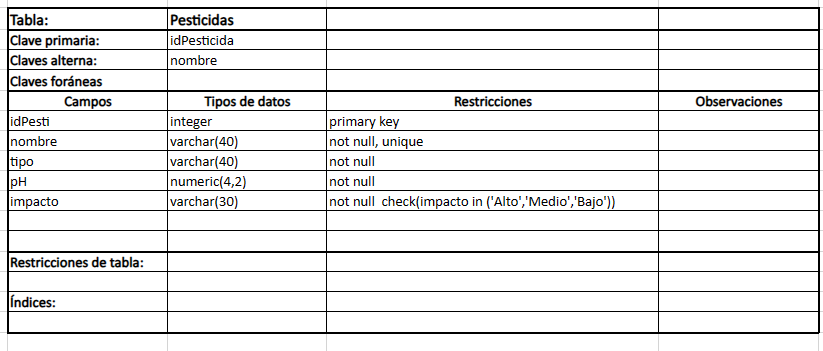 Tabla: Pesticidas
Clave primaria: idPesticida
Claves alterna: nombre
Claves foráneas
Campos Tipos de datos Restricciones Observaciones
idPesti integer primary key
nombre varchar(40) not null, unique
tipo varchar(40) not null
pH numeric(4,2) not null
impacto varchar(30) not null  check(impacto in ('Alto','Medio','Bajo'))
Restricciones de tabla:
Índices: